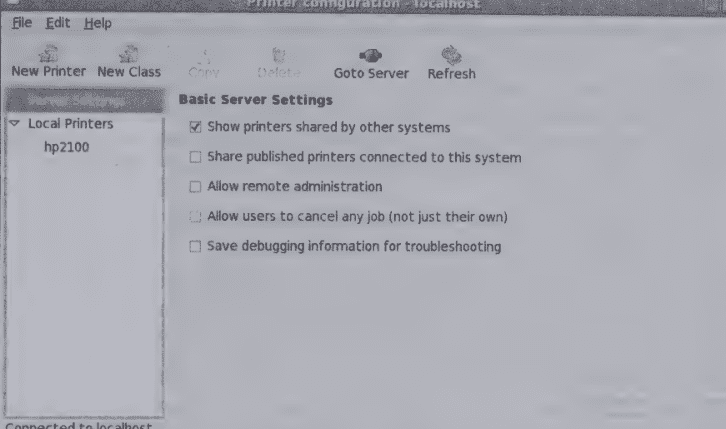 Printer configuration - localhost
File Edit Help
New Printer New Class Copy Delete Goto Server Refresh
Server Settings
Basic Server Settings
Local Printers
Show printers shared by other systems
hp2100
Share published printers connected to this system
Allow remote administration
Allow users to cancel any job (not just their own)
Save debugging information for troubleshooting
Connected to localhost